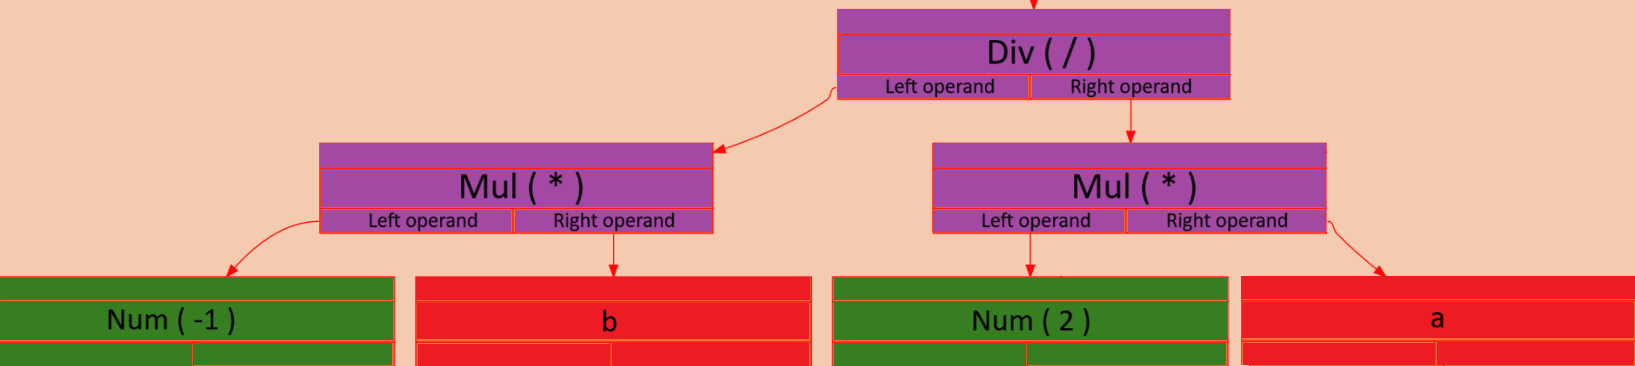 Div ( / )
Left operand Right operand
Mul ( * ) Mul ( * )
Left operand Right operand Left operand Right operand
Num ( -1 ) b Num ( 2 ) a